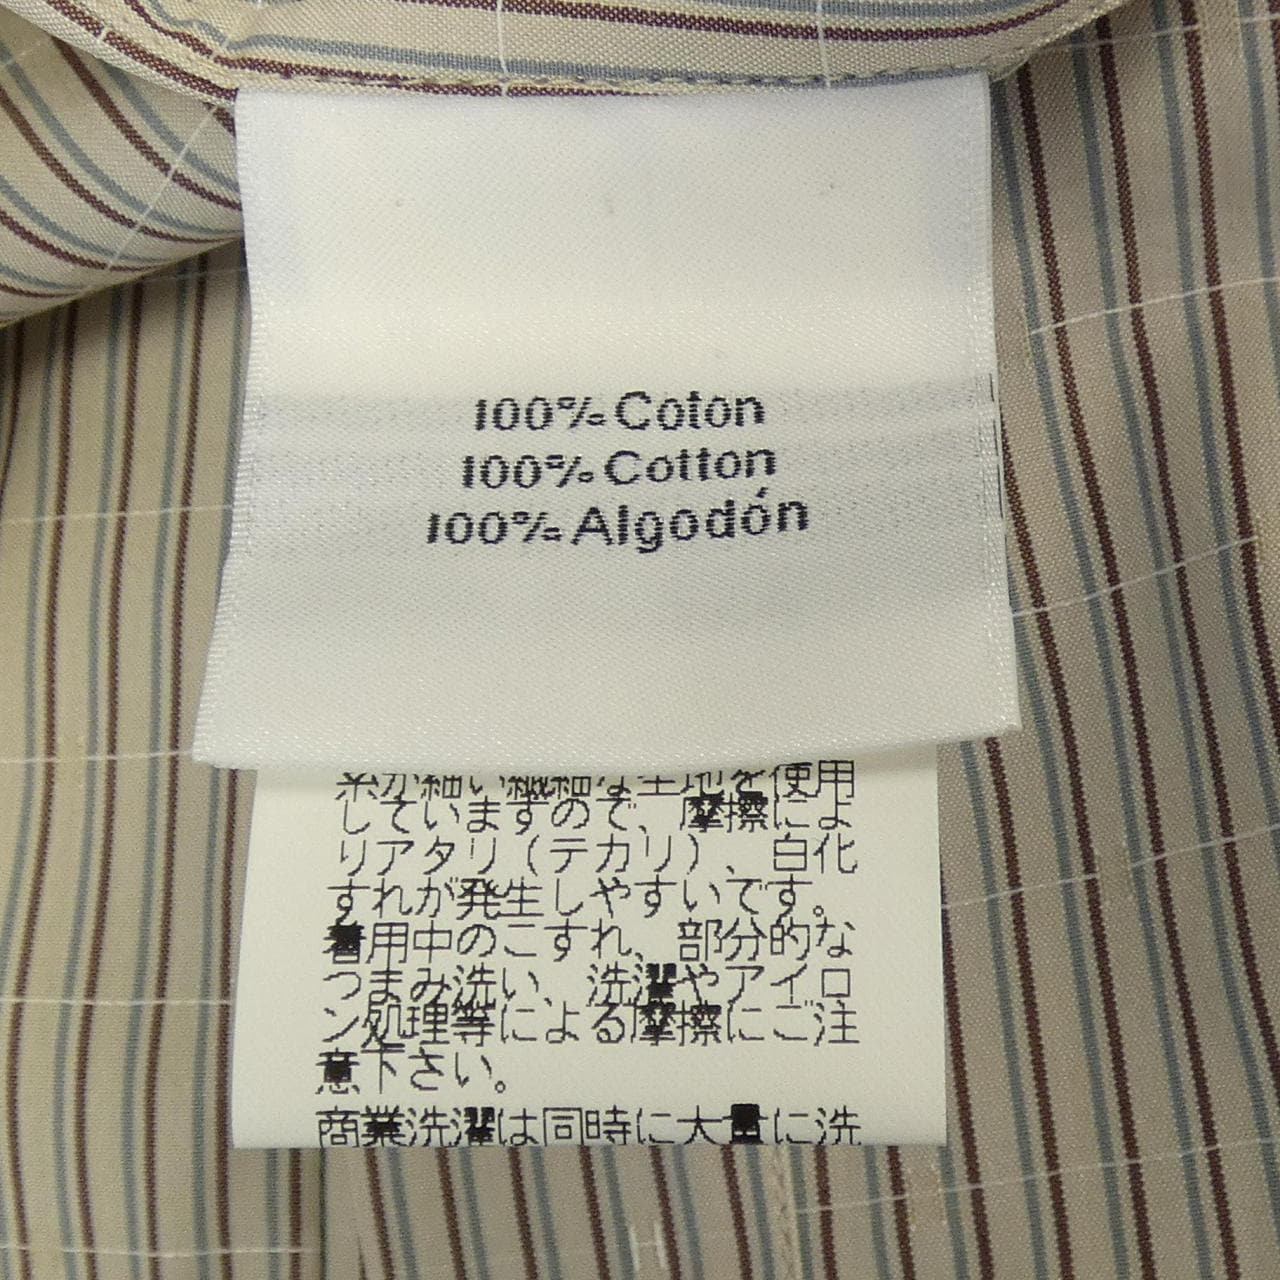 100% Coton
100% Cotton
100% Algodón
糸が細い繊細な生地を使用
していますので、摩擦によ
りアタリ(テカリ)、白化
すれが発生しやすいです。
着用中のこすれ、部分的な
つまみ洗い、洗濯やアイロ
ン処理等による摩擦にご注
意下さい。
商業洗濯は同時に大量に洗